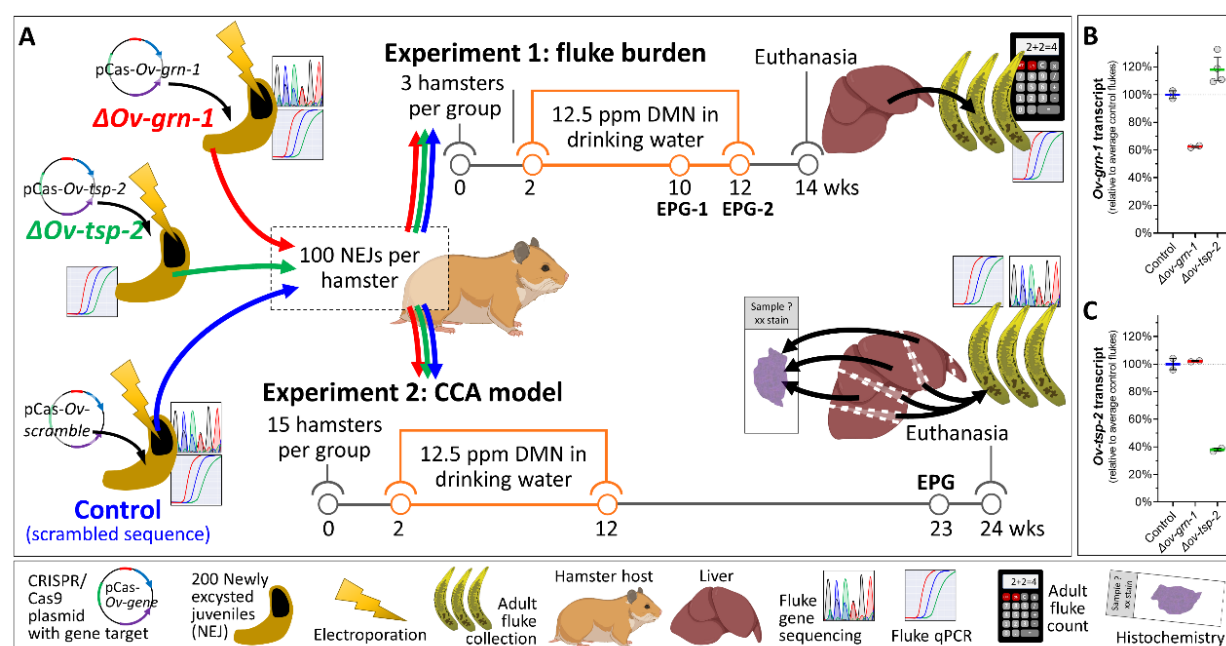 A
pCas-Ov-grn-1
ΔOv-grn-1
pCas-Ov-tsp-2
ΔOv-tsp-2
pCas-Ov-
scramble
Control
(scrambled sequence)
100 NEJs per
hamster
Experiment 1: fluke burden
3 hamsters
per group
12.5 ppm DMN in
drinking water
Euthanasia
2+2=4
0
2
10
12
14 wks
EPG-1
EPG-2
Experiment 2: CCA model
15 hamsters
per group
12.5 ppm DMN in
drinking water
Sample ?
xx stain
Euthanasia
EPG
0
2
12
23
24 wks
B
Ov-grn-1 transcript
(relative to average control flukes)
120%
100%
80%
60%
40%
20%
0%
Control
Δov-grn-1
Δov-tsp-2
C
Ov-tsp-2 transcript
(relative to average control flukes)
120%
100%
80%
60%
40%
20%
0%
Control
Δov-grn-1
Δov-tsp-2
CRISPR/
Cas9
plasmid
with gene target
pCas-
Ov-gene
200 Newly
excysted
juveniles
(NEJ)
Electroporation
Adult
fluke
collection
Hamster host
Liver
Fluke
gene
sequencing
Fluke qPCR
2+2=4
Adult
fluke
count
Sample ?
xx stain
Histochemistry